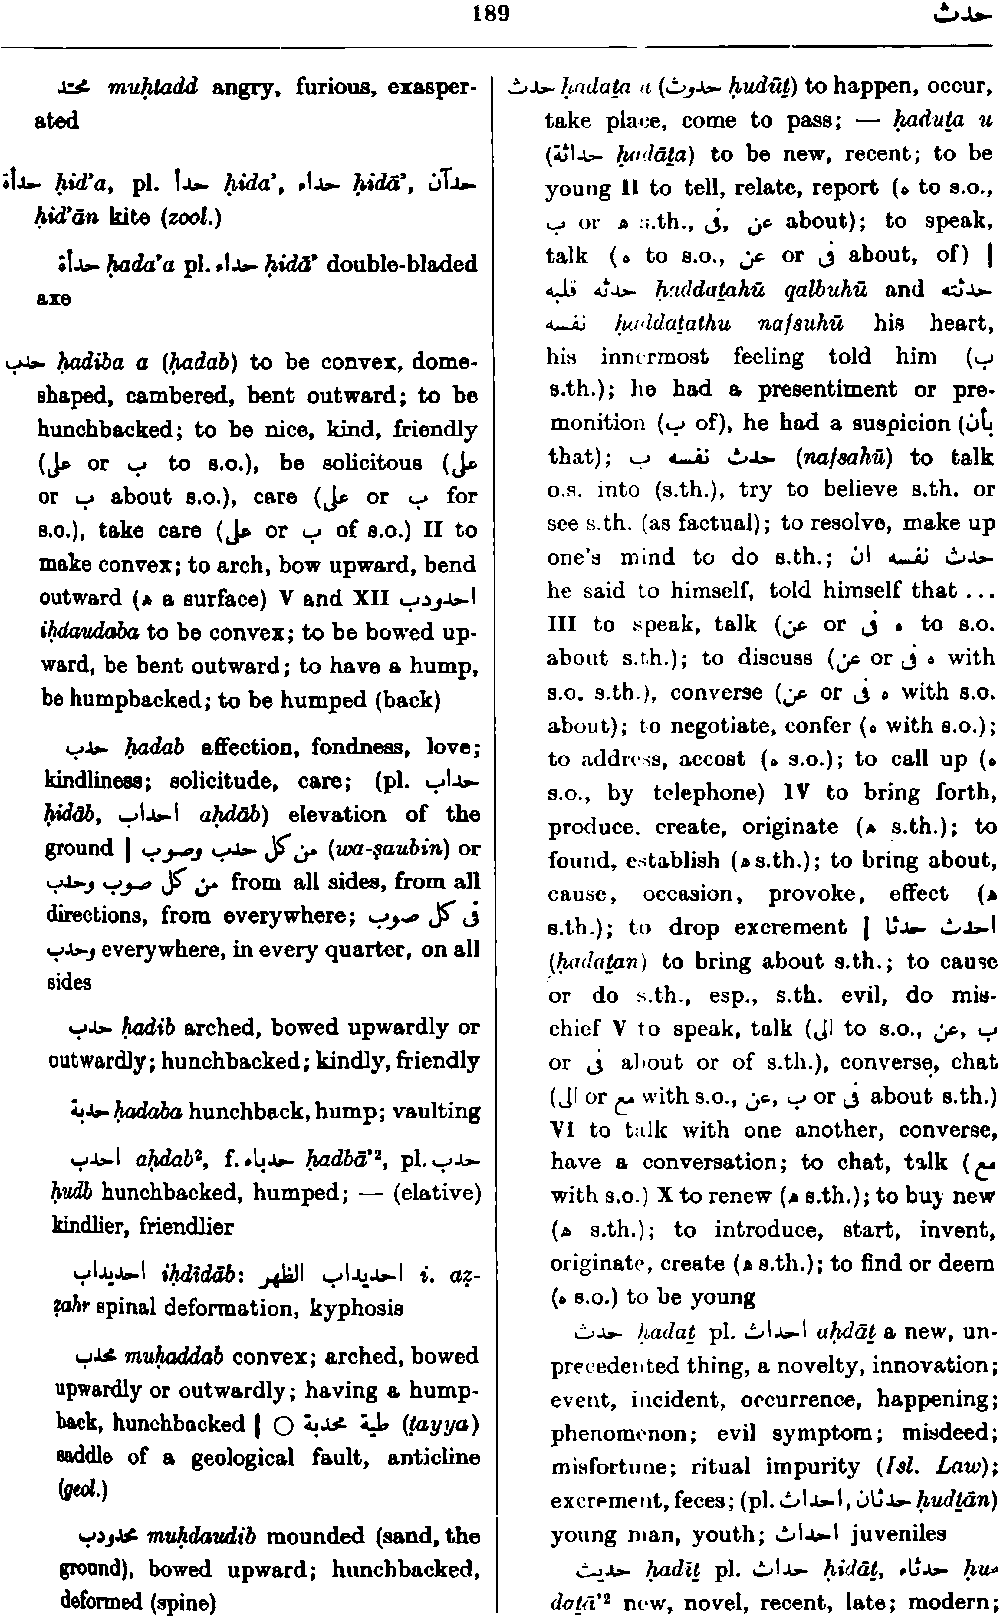 189
حدث
محتد muḥtadd angry, furious, exasper-
ated
حدأة ḥid’a, pl. حدأ ḥida’, حداء ḥidā’, حدآن
ḥid’ān kite (zool.)
حدأة ḥada’a pl. حداء ḥidā’ double-bladed
axe
حدب ḥadiba a (ḥadab) to be convex, dome-
shaped, cambered, bent outward; to be
hunchbacked; to be nice, kind, friendly
(على or ب to s.o.), be solicitous (على
or ب about s.o.), care (على or ب for
s.o.), take care (على or ب of s.o.) II to
make convex; to arch, bow upward, bend
outward (ه a surface) V and XII احدودب
iḥdaudaba to be convex; to be bowed up-
ward, be bent outward; to have a hump,
be humpbacked; to be humped (back)
حدب ḥadab affection, fondness, love;
kindliness; solicitude, care; (pl. حداب
ḥidāb, احداب aḥdāb) elevation of the
ground | من كل حدب وصوب (wa-ṣaubin) or
من كل صوب وحدب from all sides, from all
directions, from everywhere; فى كل صوب
وحدب everywhere, in every quarter, on all
sides
حدب ḥadib arched, bowed upwardly or
outwardly; hunchbacked; kindly, friendly
حدبة ḥadaba hunchback, hump; vaulting
احدب aḥdab², f. حدباء ḥadbā’², pl. حدب
ḥudb hunchbacked, humped; — (elative)
kindlier, friendlier
احديداب iḥdīdāb: احديداب الظهر i. aẓ-
ẓahr spinal deformation, kyphosis
محدب muḥaddab convex; arched, bowed
upwardly or outwardly; having a hump-
back, hunchbacked | ○ طية محدبة (ṭayya)
saddle of a geological fault, anticline
(geol.)
محدودب muḥdaudib mounded (sand, the
ground), bowed upward; hunchbacked,
deformed (spine)
حدث ḥadaṯa u (حدوث ḥudūṯ) to happen, occur,
take place, come to pass; — ḥaduṯa u
(حداثة ḥadāṯa) to be new, recent; to be
young II to tell, relate, report (ه to s.o.,
ب or ه s.th., فى, عن about); to speak,
talk (ه to s.o., عن or فى about, of) |
حدثه قلبه ḥaddaṯahū qalbuhū and حدثته
نفسه ḥaddaṯathu nafsuhū his heart,
his innermost feeling told him (ب
s.th.); he had a presentiment or pre-
monition (ب of), he had a suspicion (بأن
that); حدث نفسه ب (nafsahū) to talk
o.s. into (s.th.), try to believe s.th. or
see s.th. (as factual); to resolve, make up
one’s mind to do s.th.; حدث نفسه ان
he said to himself, told himself that ...
III to speak, talk (ه فى or عن to s.o.
about s.th.); to discuss (ه فى or عن with
s.o. s.th.), converse (ه فى or عن with s.o.
about); to negotiate, confer (ه with s.o.);
to address, accost (ه s.o.); to call up (ه
s.o., by telephone) IV to bring forth,
produce, create, originate (ه s.th.); to
found, establish (ه s.th.); to bring about,
cause, occasion, provoke, effect (ه
s.th.); to drop excrement | احدث حدثا
(ḥadaṯan) to bring about s.th.; to cause
or do s.th., esp., s.th. evil, do mis-
chief V to speak, talk (الى to s.o., عن, ب
or فى about or of s.th.), converse, chat
(الى or مع with s.o., عن, ب or فى about s.th.)
VI to talk with one another, converse,
have a conversation; to chat, talk (مع
with s.o.) X to renew (ه s.th.); to buy new
(ه s.th.); to introduce, start, invent,
originate, create (ه s.th.); to find or deem
(ه s.o.) to be young
حدث ḥadaṯ pl. احداث aḥdāṯ a new, un-
precedented thing, a novelty, innovation;
event, incident, occurrence, happening;
phenomenon; evil symptom; misdeed;
misfortune; ritual impurity (Isl. Law);
excrement, feces; (pl. احداث, حدثان ḥudṯān)
young man, youth; احداث juveniles
حديث ḥadīṯ pl. حداث ḥidāṯ, حدثاء ḥu-
daṯā’² new, novel, recent, late; modern;